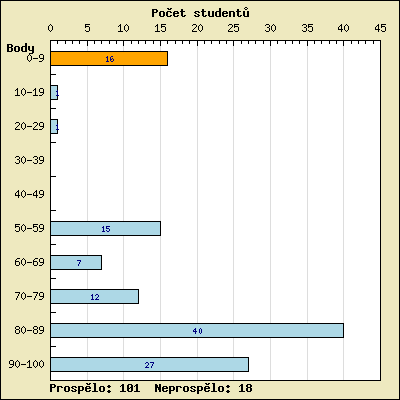 Počet studentů
0 5 10 15 20 25 30 35 40 45
Body
0-9 16
10-19 1
20-29 1
30-39
40-49
50-59 15
60-69 7
70-79 12
80-89 40
90-100 27
Prospělo: 101 Neprospělo: 18